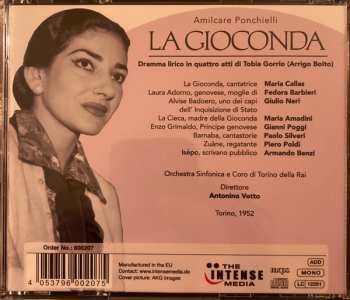 Amilcare Ponchielli
LA GIOCONDA
Dramma lirico in quattro atti di Tobia Gorrio (Arrigo Boito)
La Gioconda, cantatrice Maria Callas
Laura Adorno, genovese, moglie di Fedora Barbieri
Alvise Badoero, uno dei capi Giulio Neri
dell' Inquisizione di Stato
La Cieca, madre della Gioconda Maria Amadini
Enzo Grimaldo, Principe genovese Gianni Poggi
Barnaba, cantastorie Paolo Silveri
Zuàne, regatante Piero Poldi
Isèpo, scrivano pubblico Armando Benzi
Orchestra Sinfonica e Coro di Torino della Rai
Direttore
Antonino Votto
Torino, 1952
Order No.: 600207
4 053796 002075
Manufactured in the EU
Contact: www.intensemedia.de
Cover picture: AKG Images
THE
INTENSE
MEDIA
ADD
MONO
LC 12281